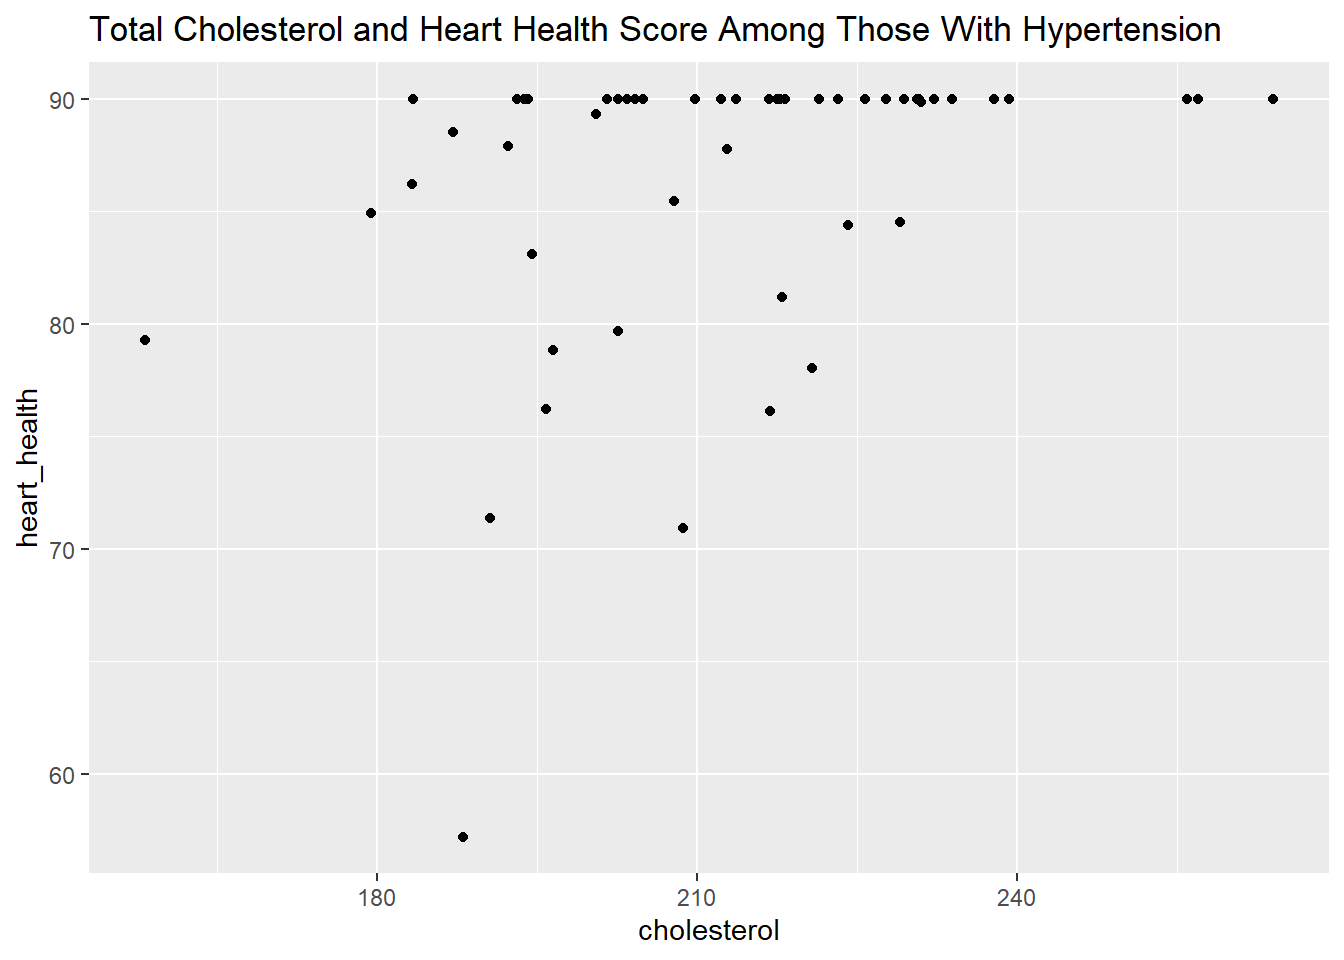 Total Cholesterol and Heart Health Score Among Those With Hypertension
90
80
70
60
heart_health
180 210 240
cholesterol